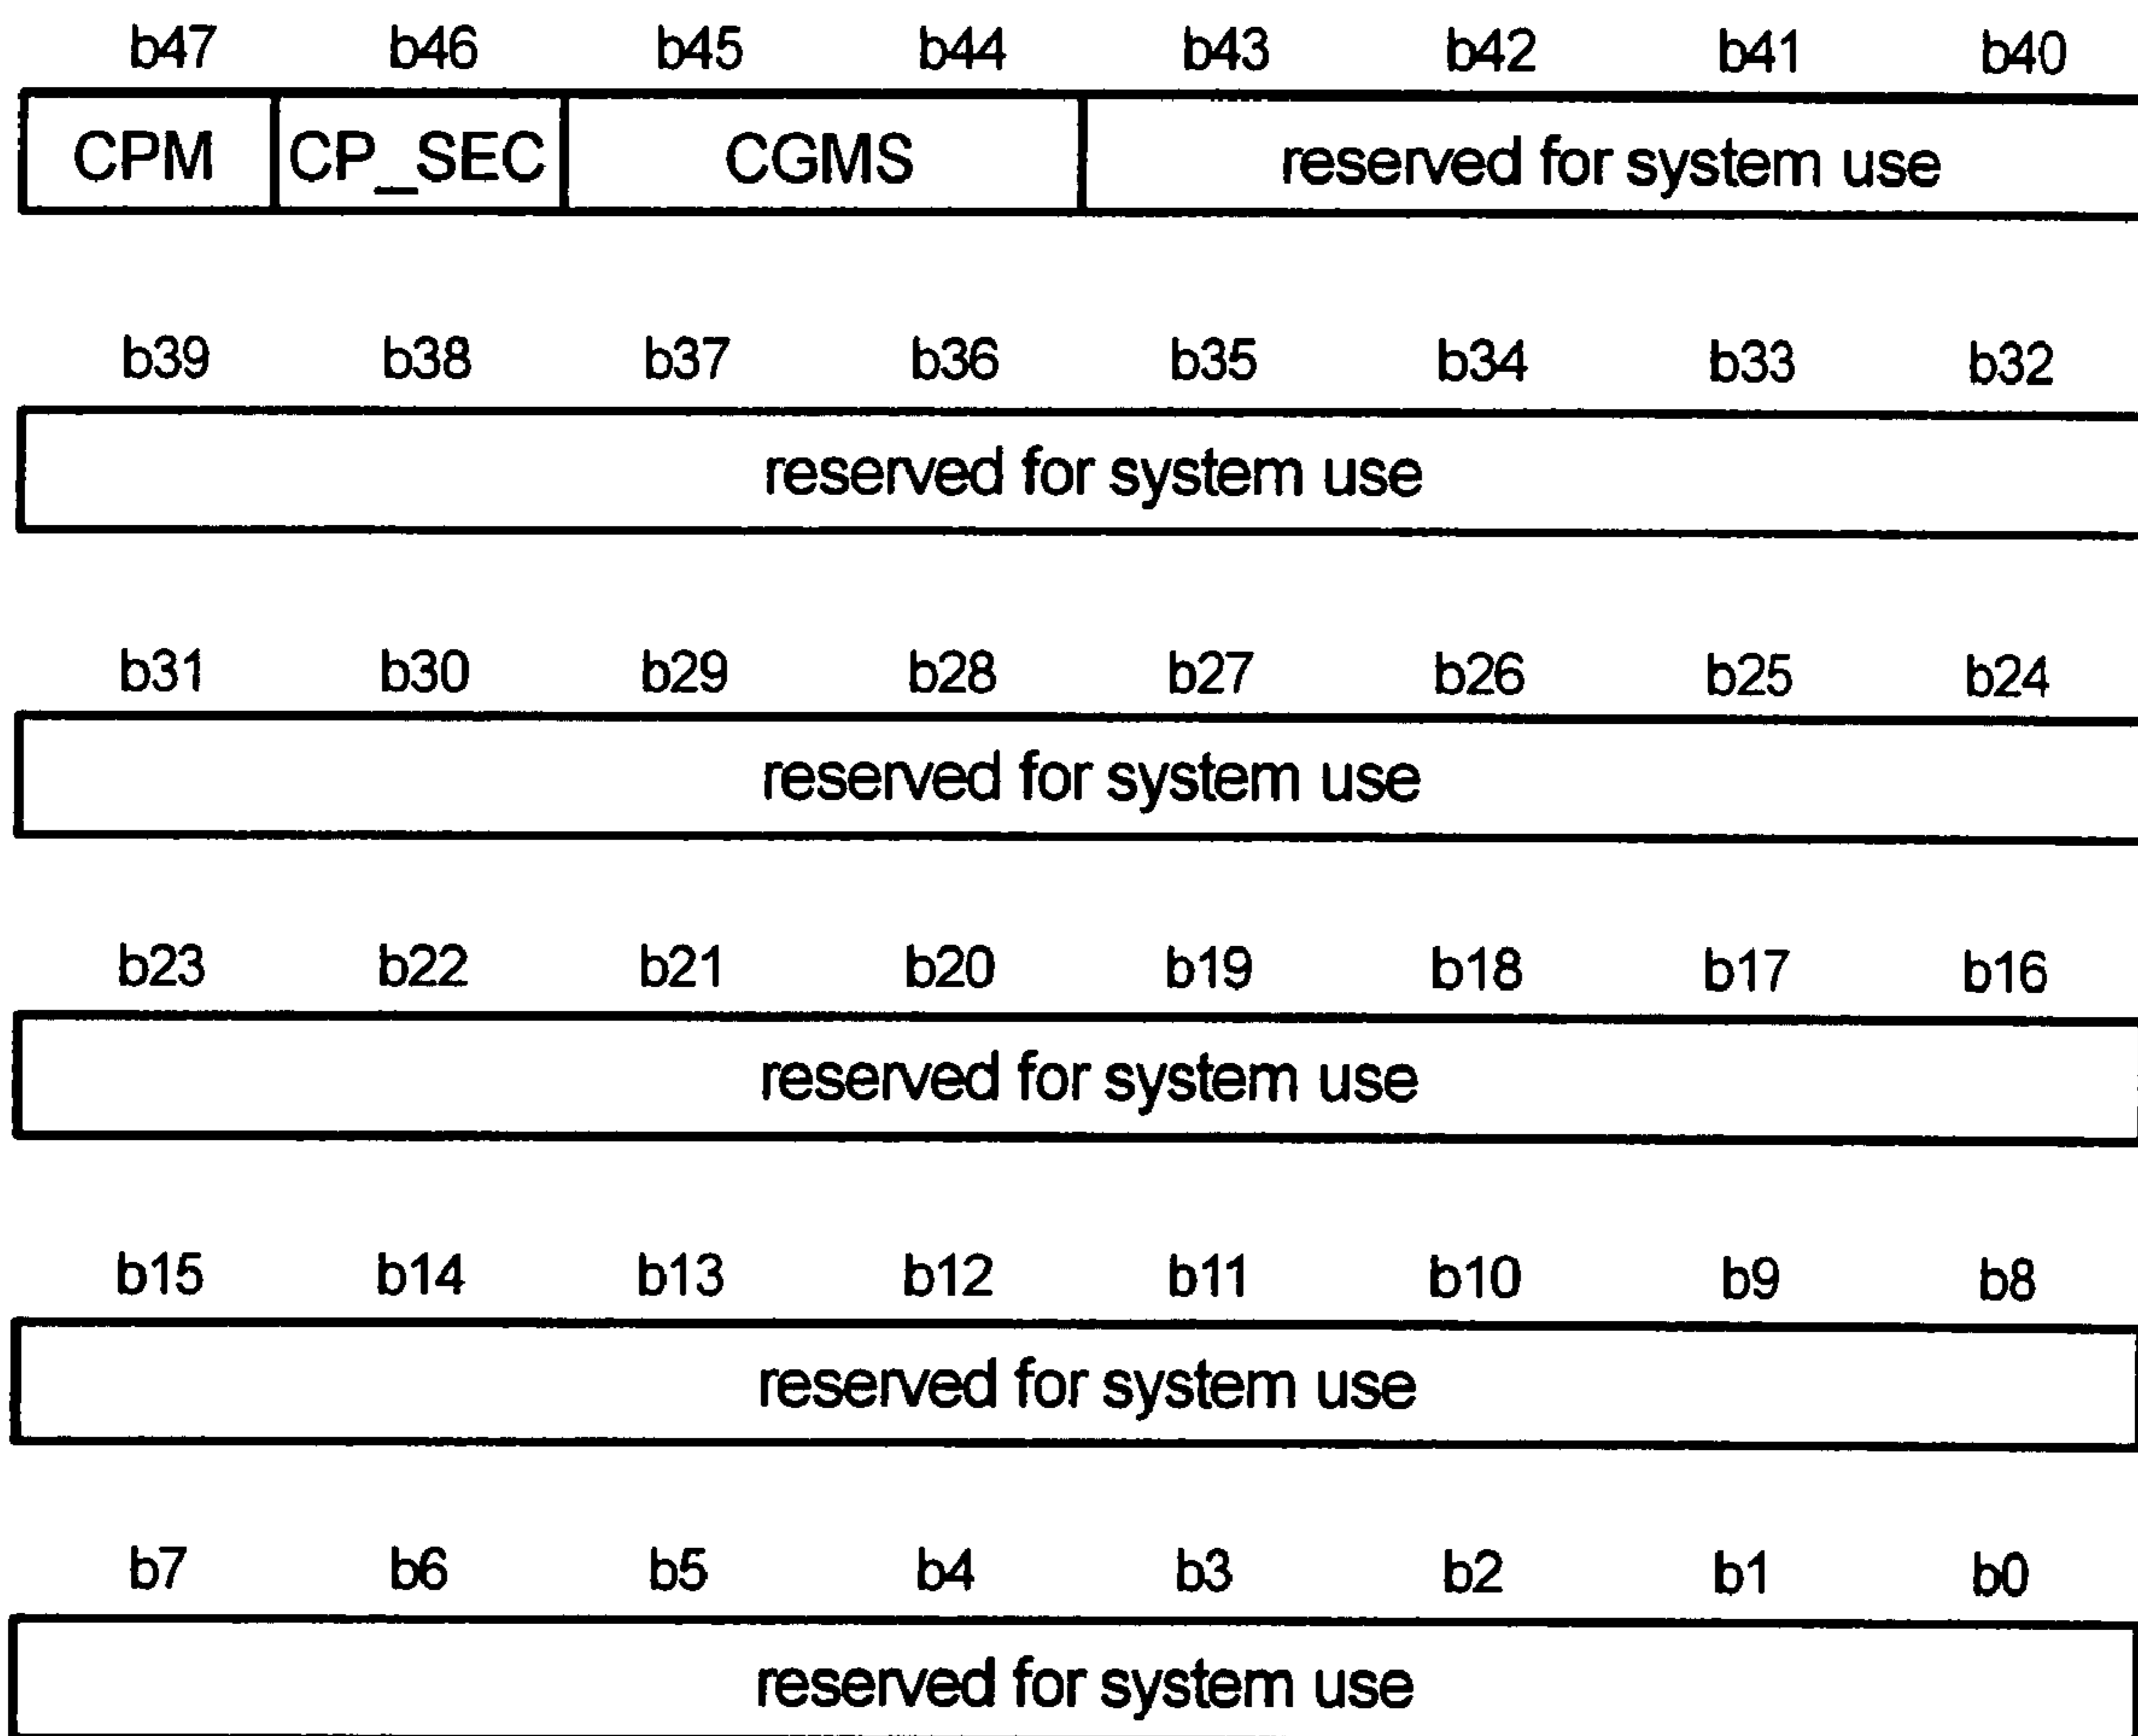 b47 b46 b45 b44 b43 b42 b41 b40
CPM CP_SEC CGMS reserved for system use
b39 b38 b37 b36 b35 b34 b33 b32
reserved for system use
b31 b30 b29 b28 b27 b26 b25 b24
reserved for system use
b23 b22 b21 b20 b19 b18 b17 b16
reserved for system use
b15 b14 b13 b12 b11 b10 b9 b8
reserved for system use
b7 b6 b5 b4 b3 b2 b1 b0
reserved for system use